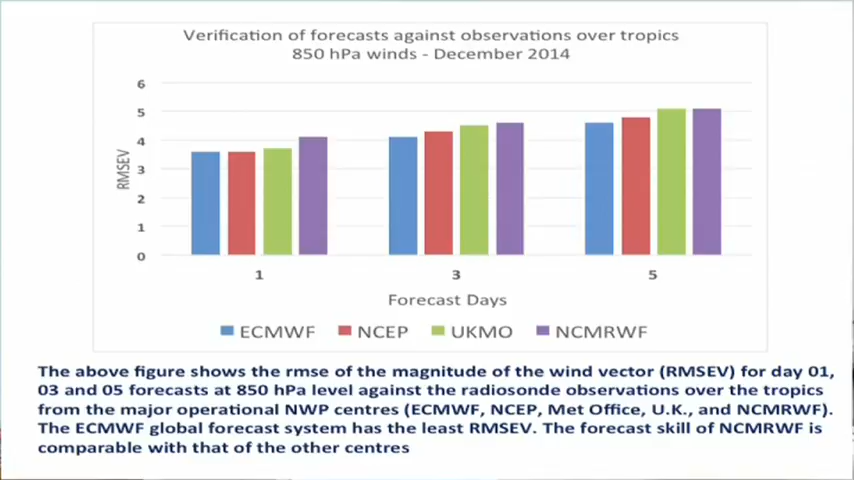 Verification of forecasts against observations over tropics
850 hPa winds - December 2014
6
5
4
3
2
1
0
RMSEV
1 3 5
Forecast Days
ECMWF NCEP UKMO NCMRWF
The above figure shows the rmse of the magnitude of the wind vector (RMSEV) for day 01,
03 and 05 forecasts at 850 hPa level against the radiosonde observations over the tropics
from the major operational NWP centres (ECMWF, NCEP, Met Office, U.K., and NCMRWF).
The ECMWF global forecast system has the least RMSEV. The forecast skill of NCMRWF is
comparable with that of the other centres